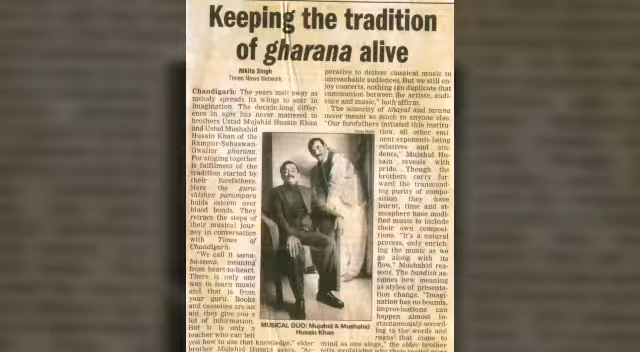 Keeping the tradition
of gharana alive
Nikita Singh
Times News Network
Chandigarh: The years melt away as
melody spreads its wings to soar in
imagination. The decade-long differ-
ence in ages has never mattered to
brothers Ustad Mujahid Husain Khan
and Ustad Mushahid
Husain Khan of the
Rampur-Sahaswan-
Gwalior gharana.
For singing together
is fulfilment of the
tradition started by
their forefathers.
Here the guru-
shishya parampara
holds esteem over
blood bonds. They
retrace the steps of
their musical jour-
ney in conversation
with Times of
Chandigarh.
"We call it seena-
ba-seena, meaning
from heart-to-heart.
There is only one
way to learn music
and that is from
your guru. Books
and cassettes are an
aid, they give you a
lot of information.
But it is only a
teacher who can tell
you how to use that knowledge," elder
brother Mujahid Husain avers. "Ac-
perative to deliver classical music to
unreachable audiences. But we still en-
joy concerts, nothing can duplicate that
communion between the artiste, audi-
ence and music," both affirm.
The sonority of khayal and tarana
never meant so much to anyone else.
"Our forefathers initiated this institu-
tion, all other emi-
nent exponents being
relatives and stu-
dents," Mujahid Hu-
sain reveals with
pride. Though the
brothers carry for-
ward the transcend-
ing purity of compo-
sition they have
learnt, time and at-
mosphere have modi-
fied music to include
their own composi-
tions. "It's a natural
process, only enrich-
ing the music as we
go along with its
flow," Mushahid rea-
sons. The bandish as-
sumes new meaning
as styles of presenta-
tion change. "Imagi-
nation has no bounds,
improvisations can
happen almost in-
stantaneously accord-
ing to the words and
ragas that come to
mind as one sings," the elder brother
MUSICAL DUO: Mujahid & Mushahid
Husain Khan